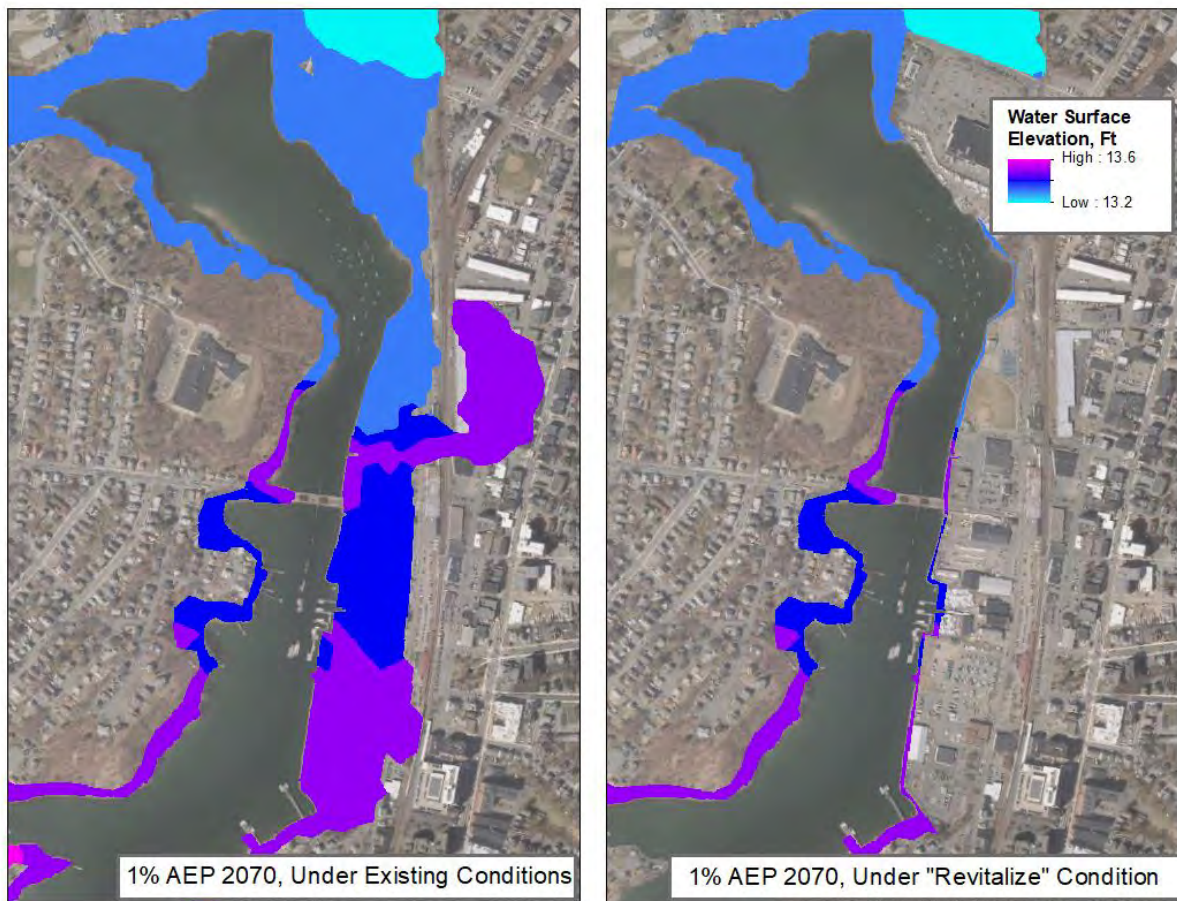 Water Surface
Elevation, Ft
High : 13.6
Low : 13.2
1% AEP 2070, Under Existing Conditions
1% AEP 2070, Under "Revitalize" Condition